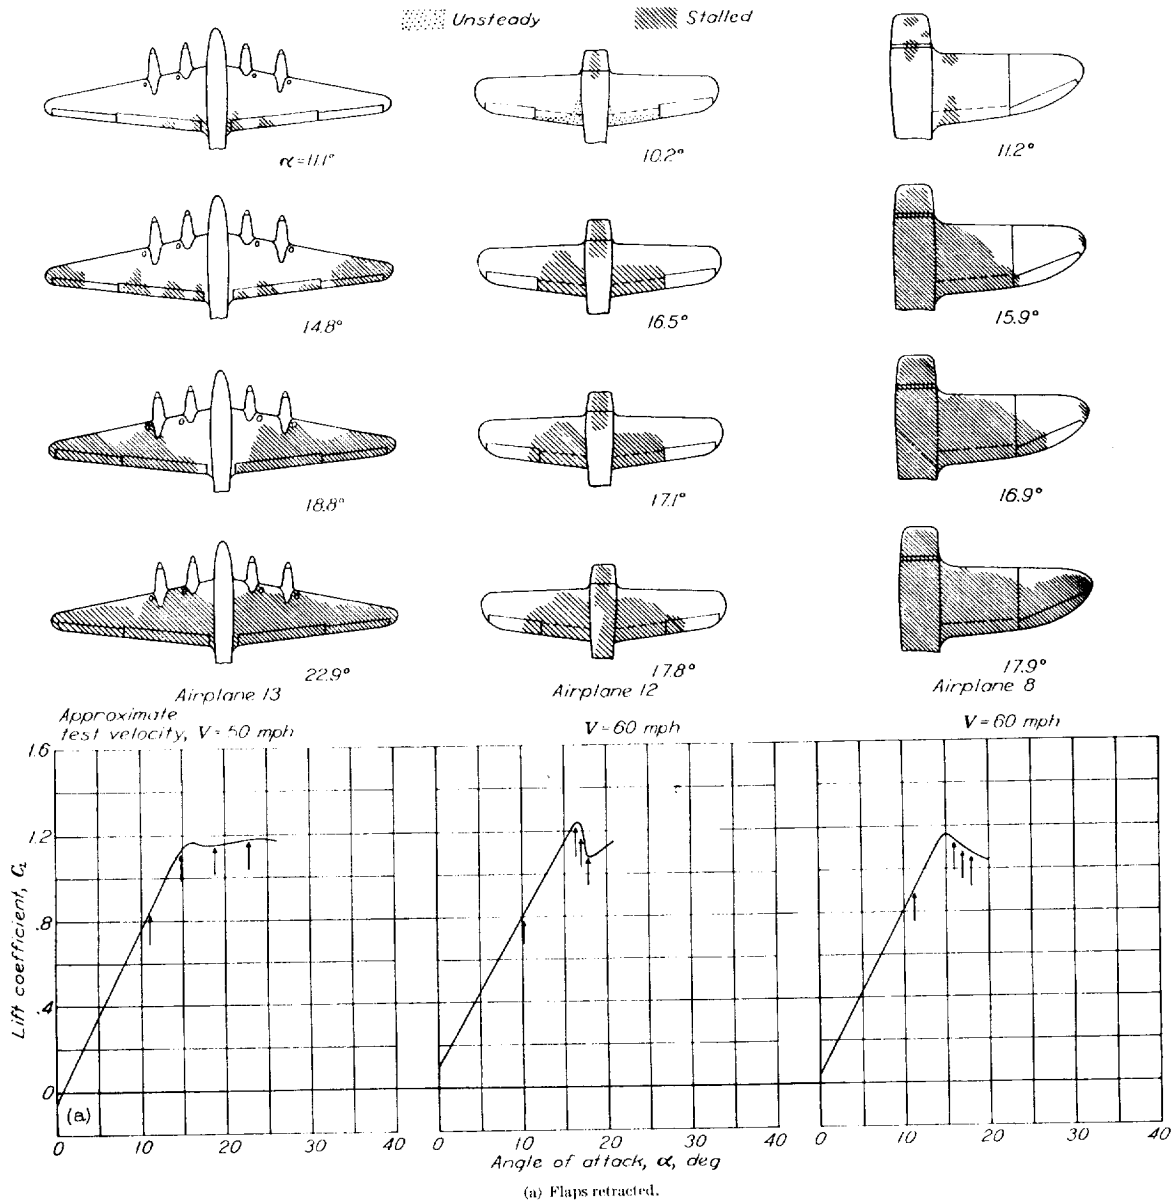 Unsteady
Stalled
α=11.1°
10.2°
11.2°
14.8°
16.5°
15.9°
18.8°
17.1°
16.9°
22.9°
17.8°
17.9°
Airplane 13
Airplane 12
Airplane 8
Approximate
test velocity, V=50 mph
V=60 mph
V=60 mph
1.6
1.2
.8
.4
0
Lift coefficient, C_L
(a)
0 10 20 30 40
0 10 20 30 40
0 10 20 30 40
Angle of attack, α, deg
(a) Flaps retracted.